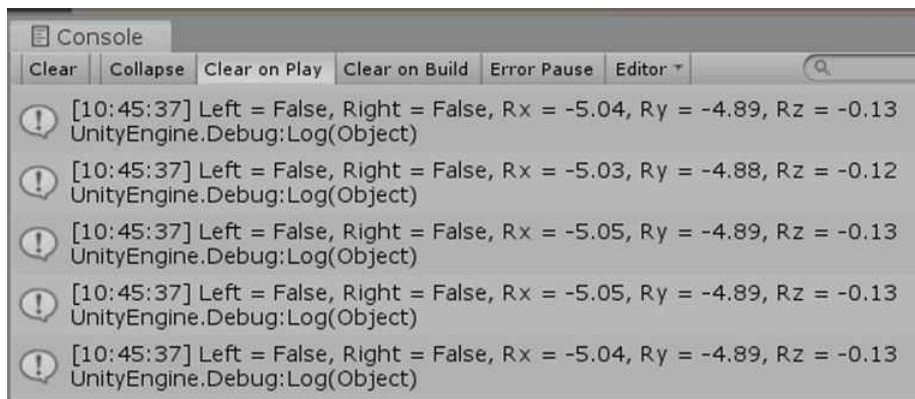 Console
Clear Collapse Clear on Play Clear on Build Error Pause Editor
[10:45:37] Left = False, Right = False, Rx = -5.04, Ry = -4.89, Rz = -0.13
UnityEngine.Debug:Log(Object)
[10:45:37] Left = False, Right = False, Rx = -5.03, Ry = -4.88, Rz = -0.12
UnityEngine.Debug:Log(Object)
[10:45:37] Left = False, Right = False, Rx = -5.05, Ry = -4.89, Rz = -0.13
UnityEngine.Debug:Log(Object)
[10:45:37] Left = False, Right = False, Rx = -5.05, Ry = -4.89, Rz = -0.13
UnityEngine.Debug:Log(Object)
[10:45:37] Left = False, Right = False, Rx = -5.04, Ry = -4.89, Rz = -0.13
UnityEngine.Debug:Log(Object)